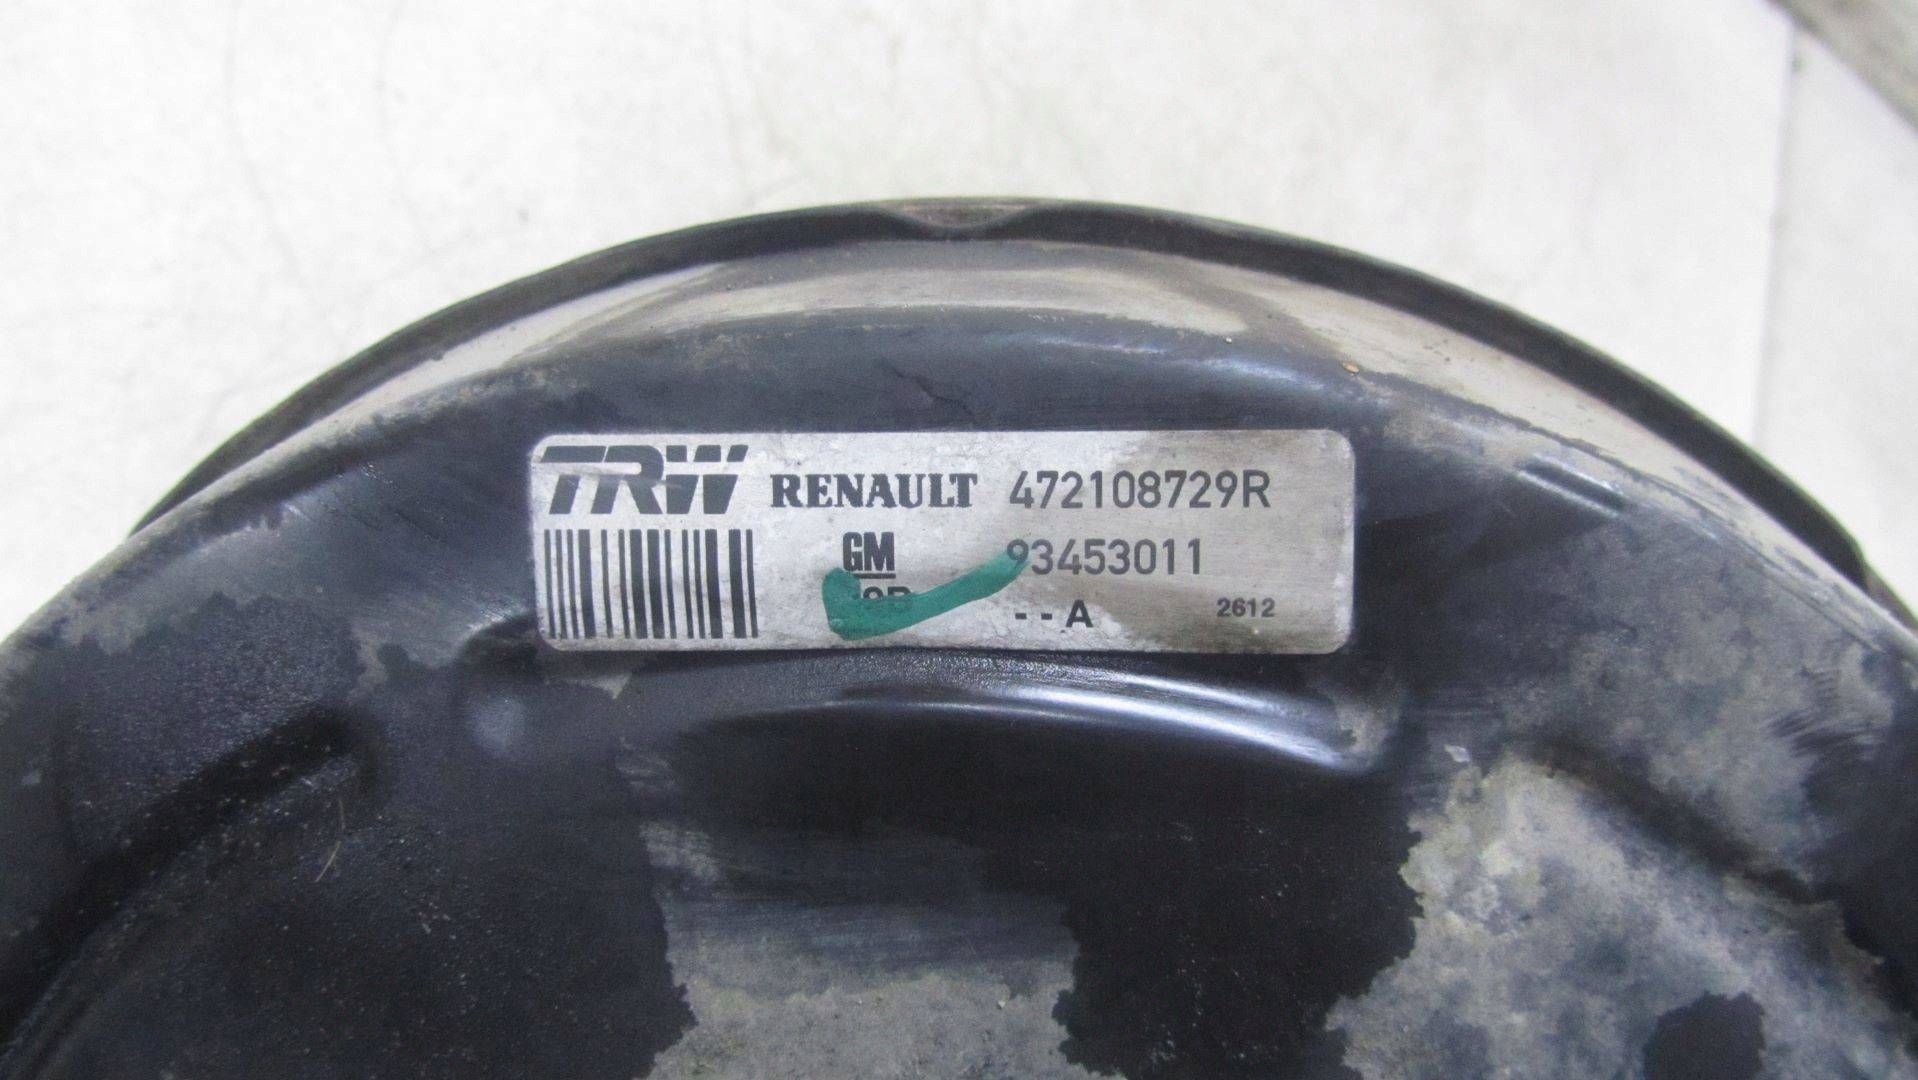 TRW RENAULT 472108729R
GM 93453011
- - A 2612